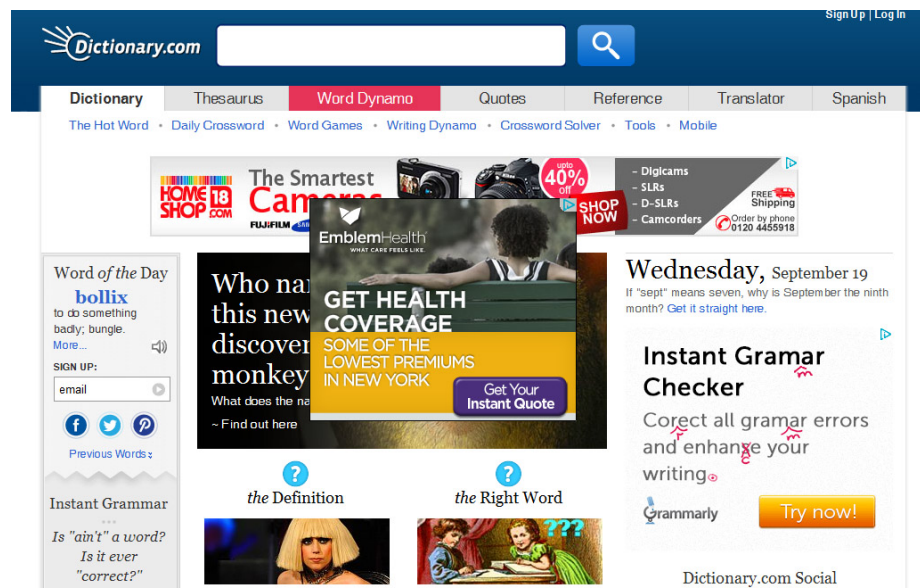 Sign Up | Log In
Dictionary.com
Dictionary Thesaurus Word Dynamo Quotes Reference Translator Spanish
The Hot Word • Daily Crossword • Word Games • Writing Dynamo • Crossword Solver • Tools • Mobile
HOME 18
SHOP.COM
The Smartest
Cameras
FUJIFILM
upto
40%
off
SHOP
NOW
– Digicams
– SLRs
– D-SLRs
– Camcorders
FREE
Shipping
Order by phone
0120 4455918
Word of the Day
bollix
to do something
badly; bungle.
More...
SIGN UP:
email
Previous Words
Instant Grammar
Is "ain't" a word?
Is it ever
"correct?"
Who
this new
discover
monkey
What does the
~ Find out here
EmblemHealth
WHAT CARE FEELS LIKE.
GET HEALTH
COVERAGE
SOME OF THE
LOWEST PREMIUMS
IN NEW YORK
Get Your
Instant Quote
? the Definition
? the Right Word
???
Wednesday, September 19
If "sept" means seven, why is September the ninth
month? Get it straight here.
Instant Gramar
m
Checker
Corect all gramar errors
r m
and enhanse your
c
writing.
Grammarly
Try now!
Dictionary.com Social